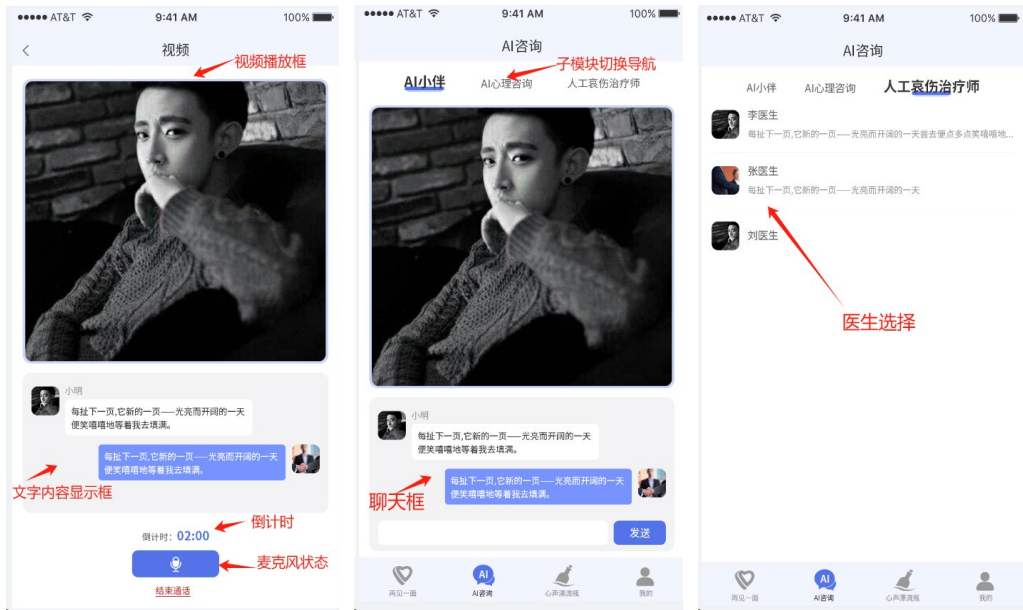 AT&T
9:41 AM
100%
视频
视频播放框
小明
每扯下一页,它新的一页——光亮而开阔的一天
便笑嘻嘻地等着我去填满。
每扯下一页,它新的一页——光亮而开阔的一天
便笑嘻嘻地等着我去填满。
文字内容显示框
倒计时
倒计时：02:00
麦克风状态
结束通话
AT&T
9:41 AM
100%
AI咨询
子模块切换导航
AI小伴
AI心理咨询
人工哀伤治疗师
小明
每扯下一页,它新的一页——光亮而开阔的一天
便笑嘻嘻地等着我去填满。
每扯下一页,它新的一页——光亮而开阔的一天
便笑嘻嘻地等着我去填满。
聊天框
发送
再见一面
AI
AI咨询
心声漂流瓶
我的
AT&T
9:41 AM
100%
AI咨询
AI小伴
AI心理咨询
人工哀伤治疗师
李医生
每扯下一页,它新的一页——光亮而开阔的一天尝去便点多点笑嘻嘻地...
张医生
每扯下一页,它新的一页——光亮而开阔的一天
刘医生
医生选择
再见一面
AI
AI咨询
心声漂流瓶
我的